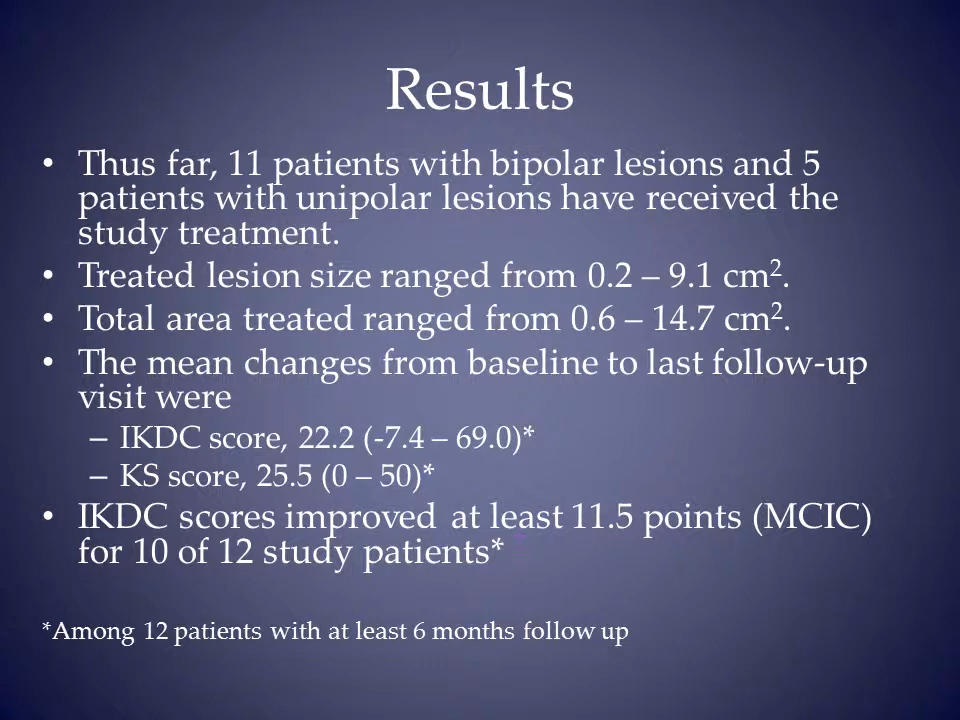 Results
• Thus far, 11 patients with bipolar lesions and 5
patients with unipolar lesions have received the
study treatment.
• Treated lesion size ranged from 0.2 – 9.1 cm².
• Total area treated ranged from 0.6 – 14.7 cm².
• The mean changes from baseline to last follow-up
visit were
– IKDC score, 22.2 (-7.4 – 69.0)*
– KS score, 25.5 (0 – 50)*
• IKDC scores improved at least 11.5 points (MCIC)
for 10 of 12 study patients*
*Among 12 patients with at least 6 months follow up